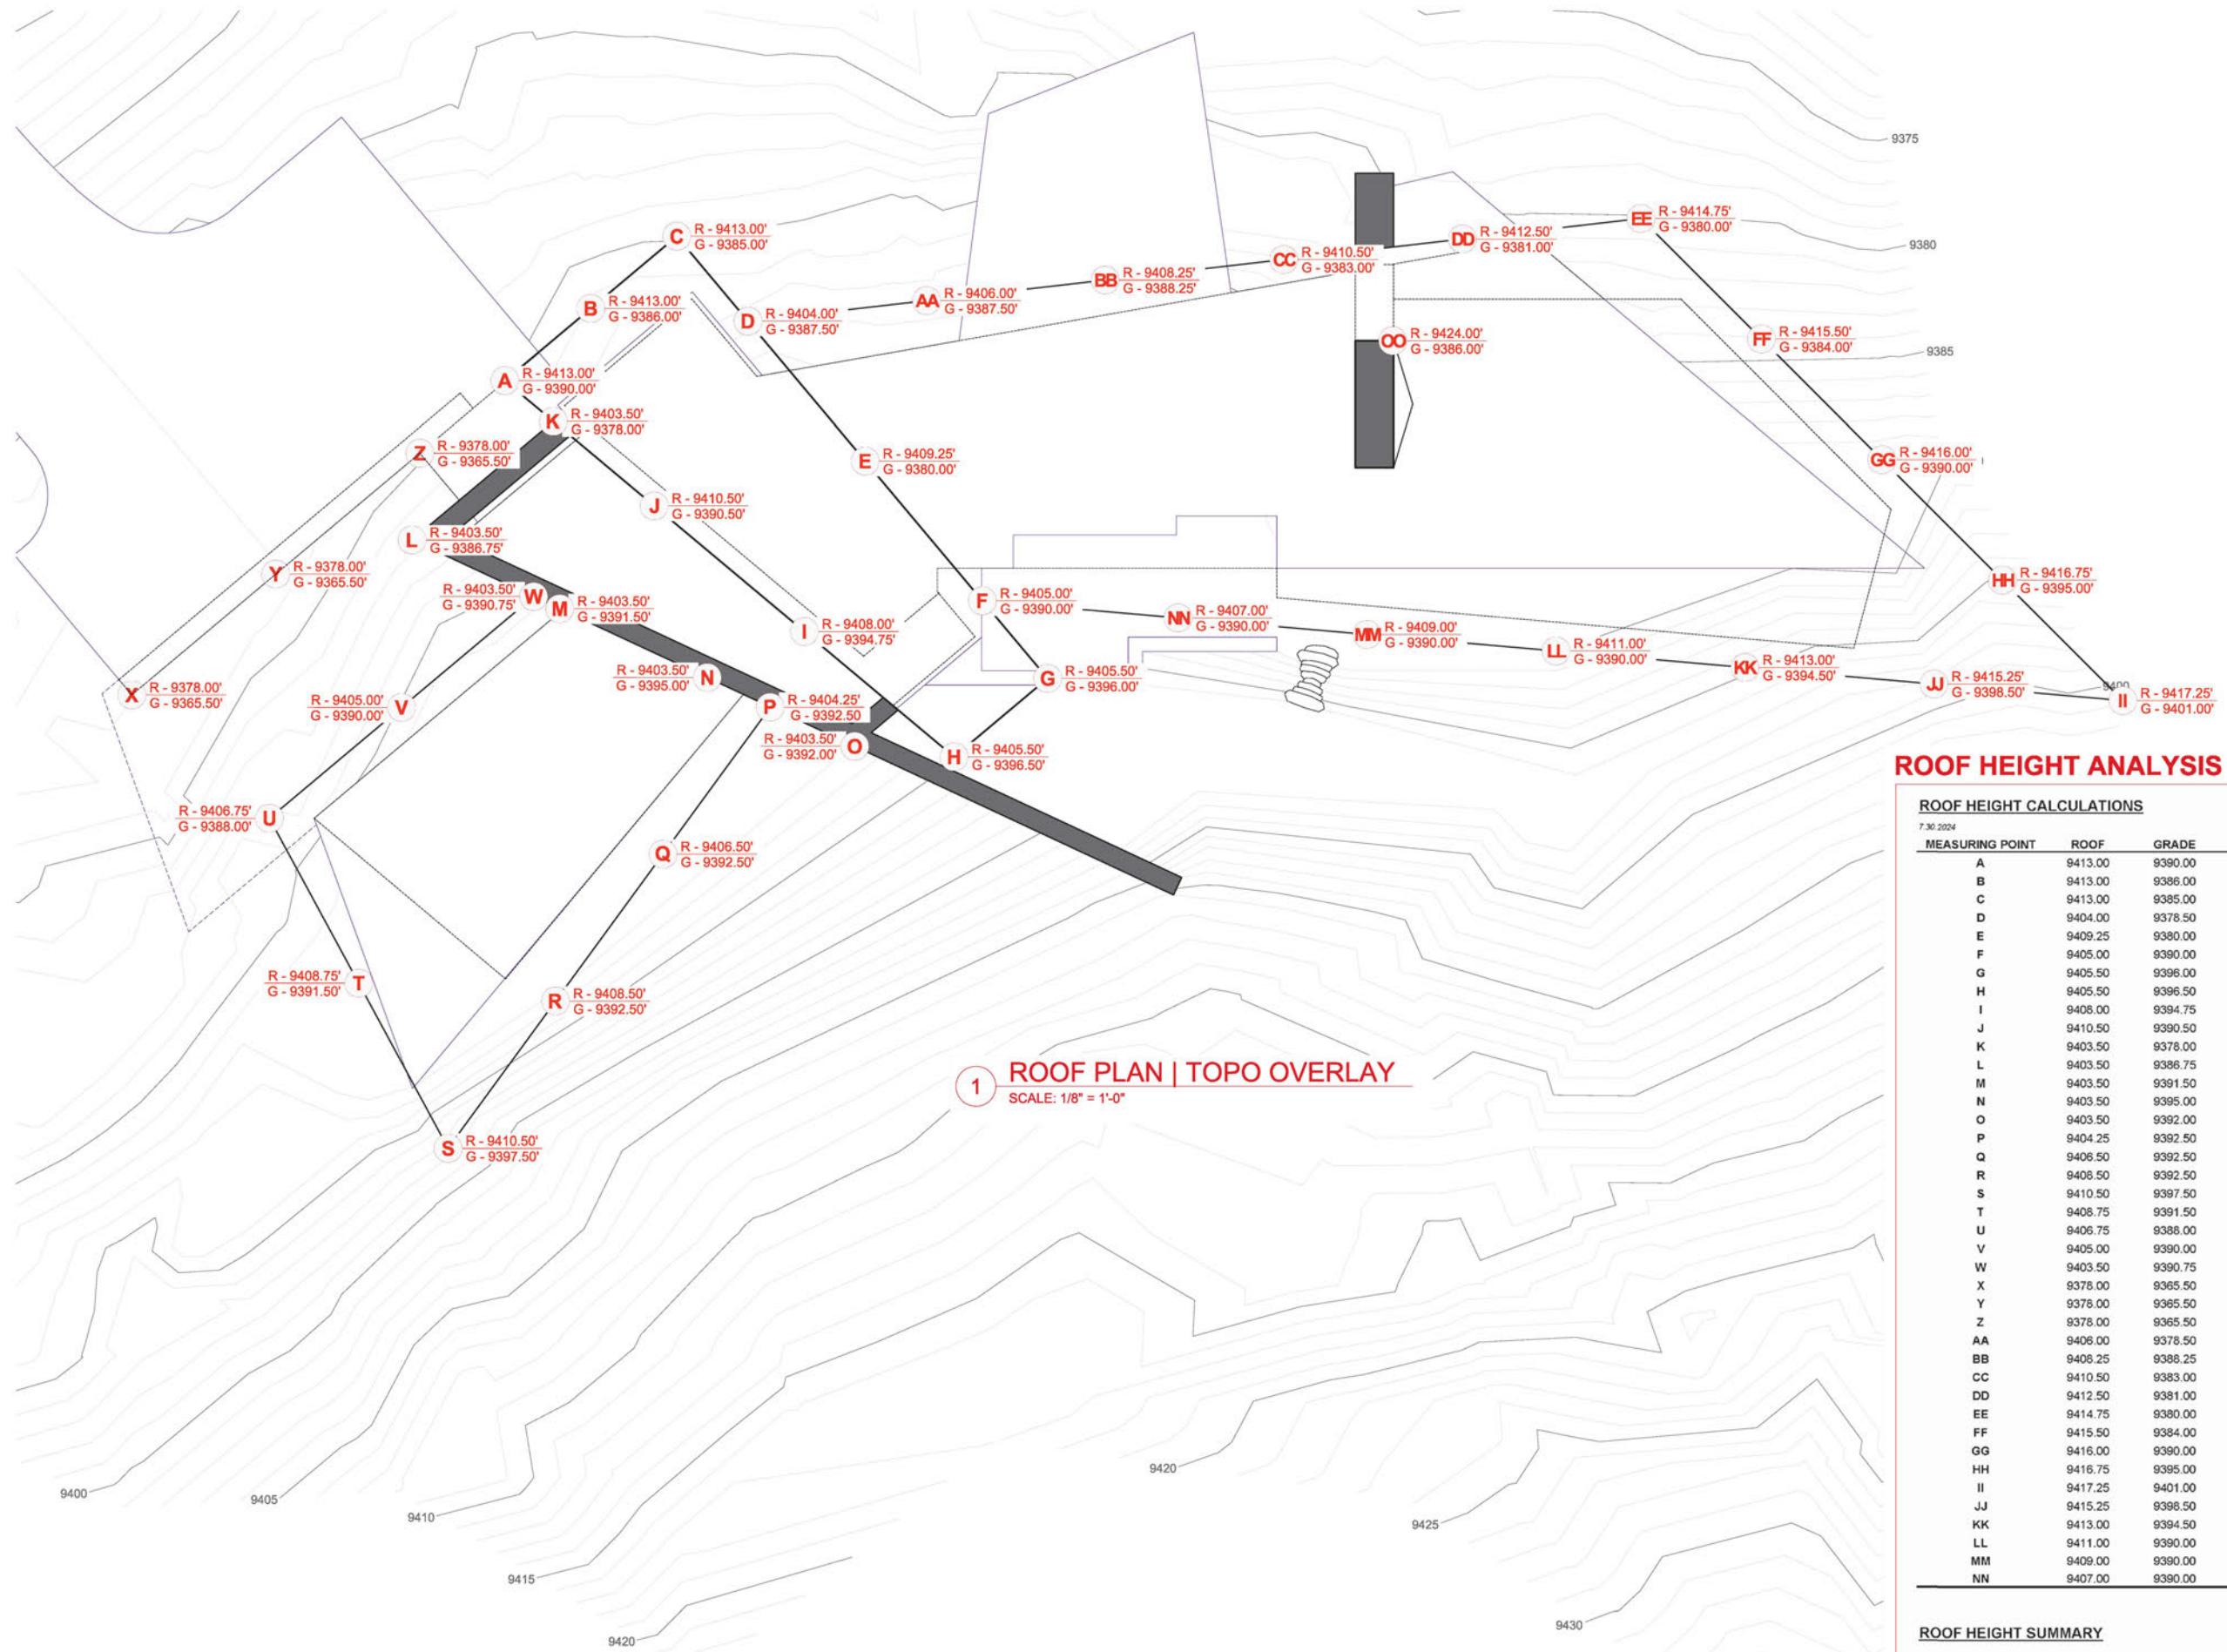 9375
C R - 9413.00'
G - 9385.00'
EE R - 9414.75'
G - 9380.00'
DD R - 9412.50'
G - 9381.00'
9380
CC R - 9410.50'
G - 9383.00'
BB R - 9408.25'
G - 9388.25'
AA R - 9406.00'
G - 9387.50'
B R - 9413.00'
G - 9386.00'
D R - 9404.00'
G - 9387.50'
OO R - 9424.00'
G - 9386.00'
FF R - 9415.50'
G - 9384.00'
9385
A R - 9413.00'
G - 9390.00'
K R - 9403.50'
G - 9378.00'
Z R - 9378.00'
G - 9365.50'
E R - 9409.25'
G - 9380.00'
GG R - 9416.00'
G - 9390.00'
J R - 9410.50'
G - 9390.50'
L R - 9403.50'
G - 9386.75'
Y R - 9378.00'
G - 9365.50'
HH R - 9416.75'
G - 9395.00'
R - 9403.50' W
G - 9390.75'
M R - 9403.50'
G - 9391.50'
F R - 9405.00'
G - 9390.00'
NN R - 9407.00'
G - 9390.00'
I R - 9408.00'
G - 9394.75'
MM R - 9409.00'
G - 9390.00'
LL R - 9411.00'
G - 9390.00'
KK R - 9413.00'
G - 9394.50'
R - 9403.50' N
G - 9395.00'
G R - 9405.50'
G - 9396.00'
JJ R - 9415.25'
G - 9398.50'
9400
II R - 9417.25'
G - 9401.00'
X R - 9378.00'
G - 9365.50'
R - 9405.00' V
G - 9390.00'
P R - 9404.25'
G - 9392.50
R - 9403.50' O
G - 9392.00'
H R - 9405.50'
G - 9396.50'
R - 9406.75' U
G - 9388.00'
Q R - 9406.50'
G - 9392.50'
R - 9408.75' T
G - 9391.50'
R R - 9408.50'
G - 9392.50'
S R - 9410.50'
G - 9397.50'
1 ROOF PLAN | TOPO OVERLAY
SCALE: 1/8" = 1'-0"
9400
9405
9410
9415
9420
9420
9425
9430
ROOF HEIGHT ANALYSIS
ROOF HEIGHT CALCULATIONS
7.30.2024
MEASURING POINT ROOF GRADE
A 9413.00 9390.00
B 9413.00 9386.00
C 9413.00 9385.00
D 9404.00 9378.50
E 9409.25 9380.00
F 9405.00 9390.00
G 9405.50 9396.00
H 9405.50 9396.50
I 9408.00 9394.75
J 9410.50 9390.50
K 9403.50 9378.00
L 9403.50 9386.75
M 9403.50 9391.50
N 9403.50 9395.00
O 9403.50 9392.00
P 9404.25 9392.50
Q 9406.50 9392.50
R 9408.50 9392.50
S 9410.50 9397.50
T 9408.75 9391.50
U 9406.75 9388.00
V 9405.00 9390.00
W 9403.50 9390.75
X 9378.00 9365.50
Y 9378.00 9365.50
Z 9378.00 9365.50
AA 9406.00 9378.50
BB 9408.25 9388.25
CC 9410.50 9383.00
DD 9412.50 9381.00
EE 9414.75 9380.00
FF 9415.50 9384.00
GG 9416.00 9390.00
HH 9416.75 9395.00
II 9417.25 9401.00
JJ 9415.25 9398.50
KK 9413.00 9394.50
LL 9411.00 9390.00
MM 9409.00 9390.00
NN 9407.00 9390.00
ROOF HEIGHT SUMMARY